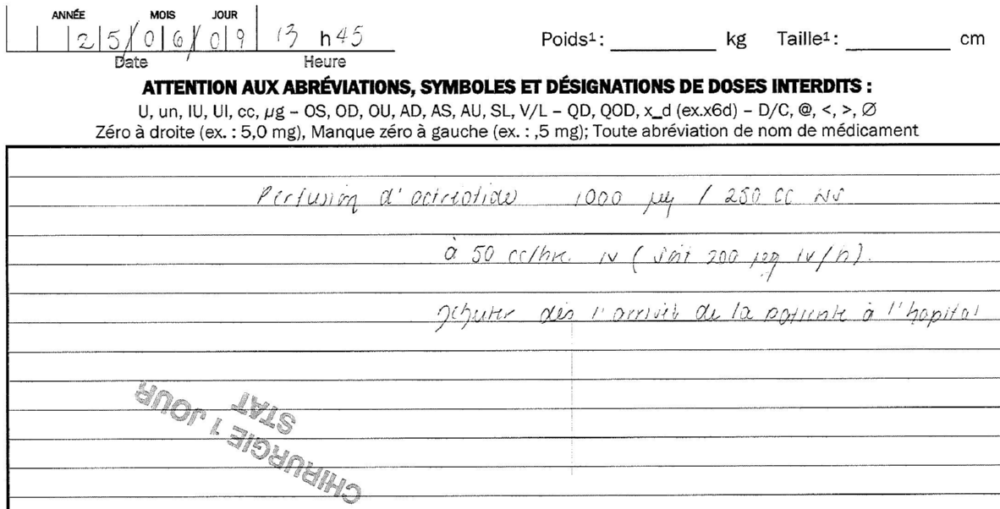 ANNÉE MOIS JOUR
25/06/09 13 h 45
Date Heure
Poids¹ : kg Taille¹ : cm
ATTENTION AUX ABRÉVIATIONS, SYMBOLES ET DÉSIGNATIONS DE DOSES INTERDITS :
U, un, IU, UI, cc, µg – OS, OD, OU, AD, AS, AU, SL, V/L – QD, QOD, x_d (ex.x6d) – D/C, @, <, >, Ø
Zéro à droite (ex. : 5,0 mg), Manque zéro à gauche (ex. : ,5 mg); Toute abréviation de nom de médicament
Perfusion d'octreotide 1000 µg / 250 cc NS
à 50 cc/hre IV (soit 200 µg IV/h).
dès l'arrivée de la patiente à l'hopital
CHIRURGIE 1 JOUR
STAT